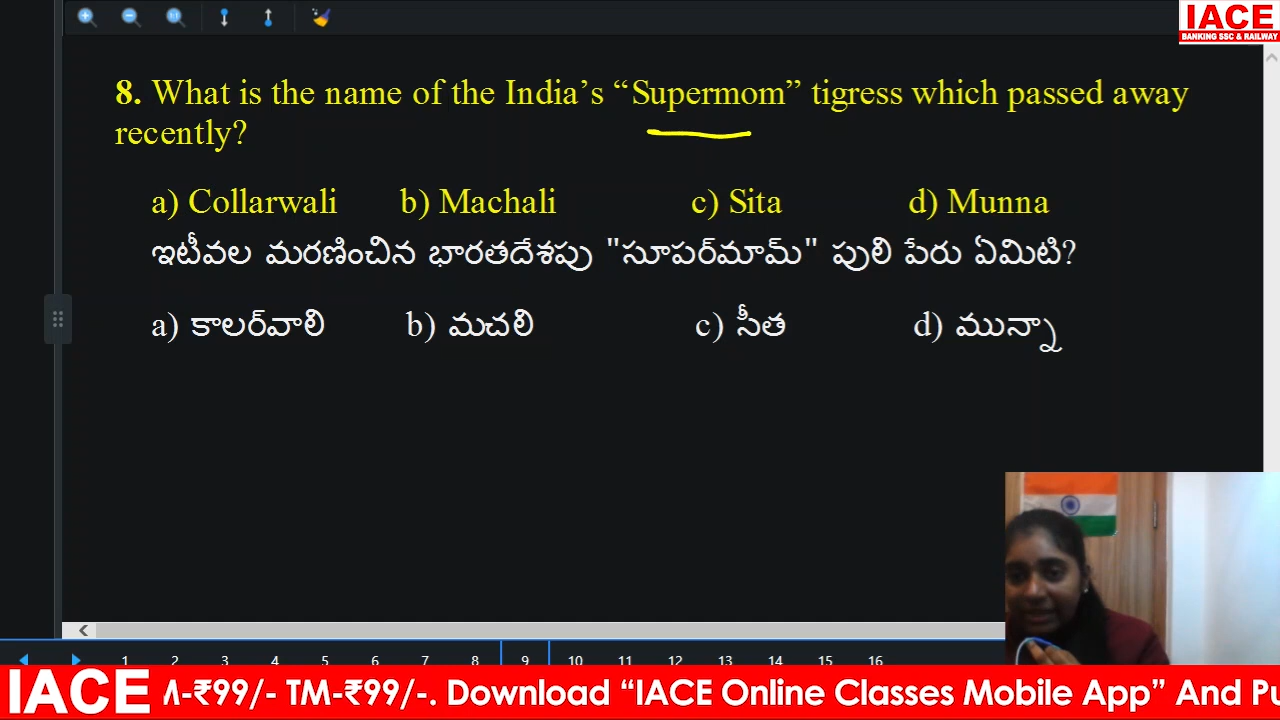 IACE
BANKING SSC & RAILWAY
8. What is the name of the India’s “Supermom” tigress which passed away
recently?
a) Collarwali b) Machali c) Sita d) Munna
ఇటీవల మరణించిన భారతదేశపు "సూపర్‌మామ్" పులి పేరు ఏమిటి?
a) కాలర్‌వాలి b) మచలి c) సీత d) మున్నా
1 2 3 4 5 6 7 8 9 10 11 12 13 14 15 16
IACE -₹99/- TM-₹99/-. Download “IACE Online Classes Mobile App” And